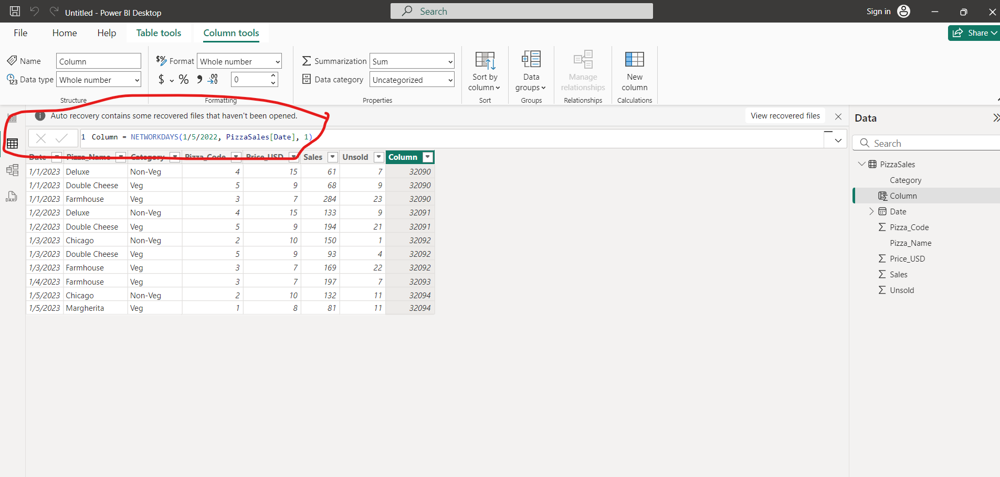 Untitled - Power BI Desktop
Search
Sign in
File Home Help Table tools Column tools
Share
Name Column
Data type Whole number
Structure
Format Whole number
$ % 0
Formatting
Summarization Sum
Data category Uncategorized
Properties
Sort by column
Sort
Data groups
Groups
Manage relationships
Relationships
New column
Calculations
Auto recovery contains some recovered files that haven't been opened.
View recovered files
1 Column = NETWORKDAYS(1/5/2022, PizzaSales[Date], 1)
Date Pizza_Name Category Pizza_Code Price_USD Sales Unsold Column
1/1/2023 Deluxe Non-Veg 4 15 61 7 32090
1/1/2023 Double Cheese Veg 5 9 68 9 32090
1/1/2023 Farmhouse Veg 3 7 284 23 32090
1/2/2023 Deluxe Non-Veg 4 15 133 9 32091
1/2/2023 Double Cheese Veg 5 9 194 21 32091
1/3/2023 Chicago Non-Veg 2 10 150 1 32092
1/3/2023 Double Cheese Veg 5 9 93 4 32092
1/3/2023 Farmhouse Veg 3 7 169 22 32092
1/4/2023 Farmhouse Veg 3 7 197 7 32093
1/5/2023 Chicago Non-Veg 2 10 132 11 32094
1/5/2023 Margherita Veg 1 8 81 11 32094
DAX
Data
Search
PizzaSales
Category
Column
Date
Pizza_Code
Pizza_Name
Price_USD
Sales
Unsold